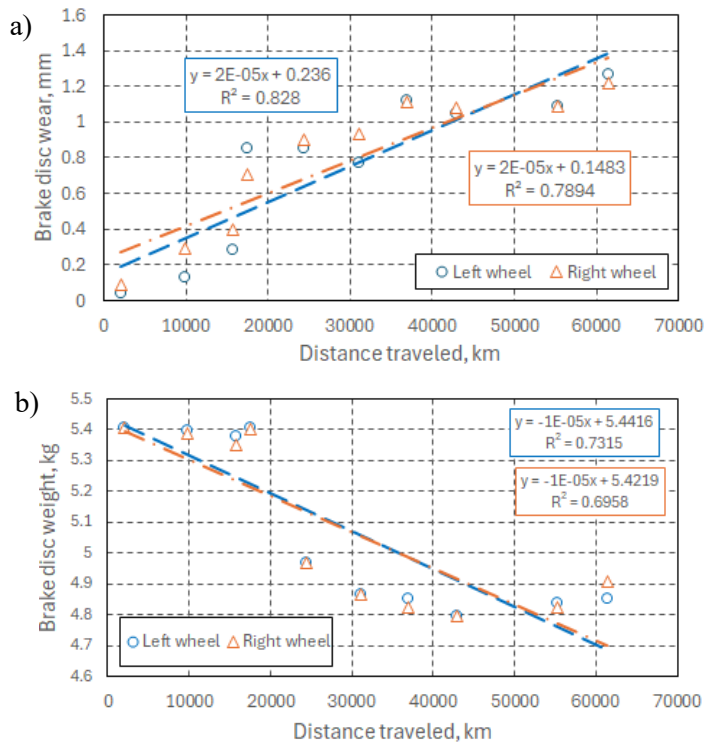 a)
1.6
1.4
1.2
1
0.8
0.6
0.4
0.2
0
Brake disc wear, mm
y = 2E-05x + 0.236
R² = 0.828
y = 2E-05x + 0.1483
R² = 0.7894
Left wheel Right wheel
0 10000 20000 30000 40000 50000 60000 70000
Distance traveled, km
b)
5.5
5.4
5.3
5.2
5.1
5
4.9
4.8
4.7
4.6
Brake disc weight, kg
y = -1E-05x + 5.4416
R² = 0.7315
y = -1E-05x + 5.4219
R² = 0.6958
Left wheel Right wheel
0 10000 20000 30000 40000 50000 60000 70000
Distance traveled, km